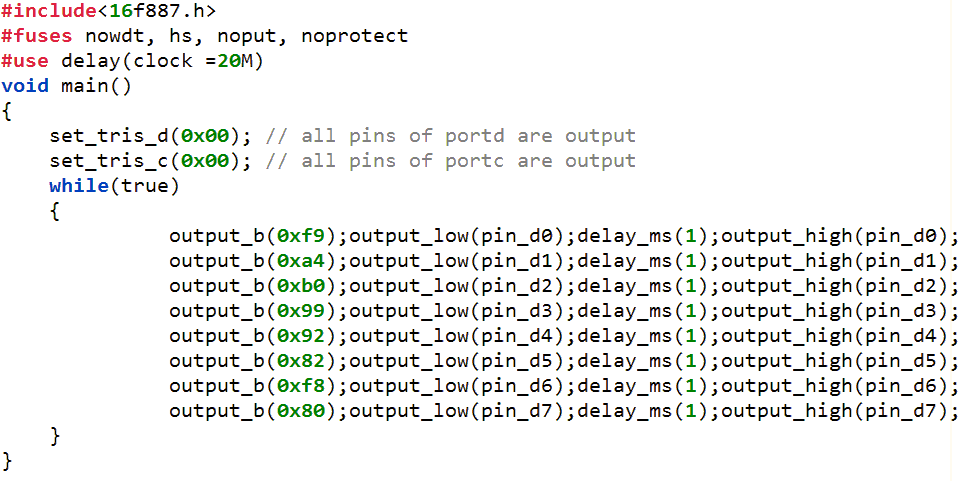 #include<16f887.h>
#fuses nowdt, hs, noput, noprotect
#use delay(clock =20M)
void main()
{
    set_tris_d(0x00); // all pins of portd are output
    set_tris_c(0x00); // all pins of portc are output
    while(true)
    {
              output_b(0xf9);output_low(pin_d0);delay_ms(1);output_high(pin_d0);
              output_b(0xa4);output_low(pin_d1);delay_ms(1);output_high(pin_d1);
              output_b(0xb0);output_low(pin_d2);delay_ms(1);output_high(pin_d2);
              output_b(0x99);output_low(pin_d3);delay_ms(1);output_high(pin_d3);
              output_b(0x92);output_low(pin_d4);delay_ms(1);output_high(pin_d4);
              output_b(0x82);output_low(pin_d5);delay_ms(1);output_high(pin_d5);
              output_b(0xf8);output_low(pin_d6);delay_ms(1);output_high(pin_d6);
              output_b(0x80);output_low(pin_d7);delay_ms(1);output_high(pin_d7);
    }
}